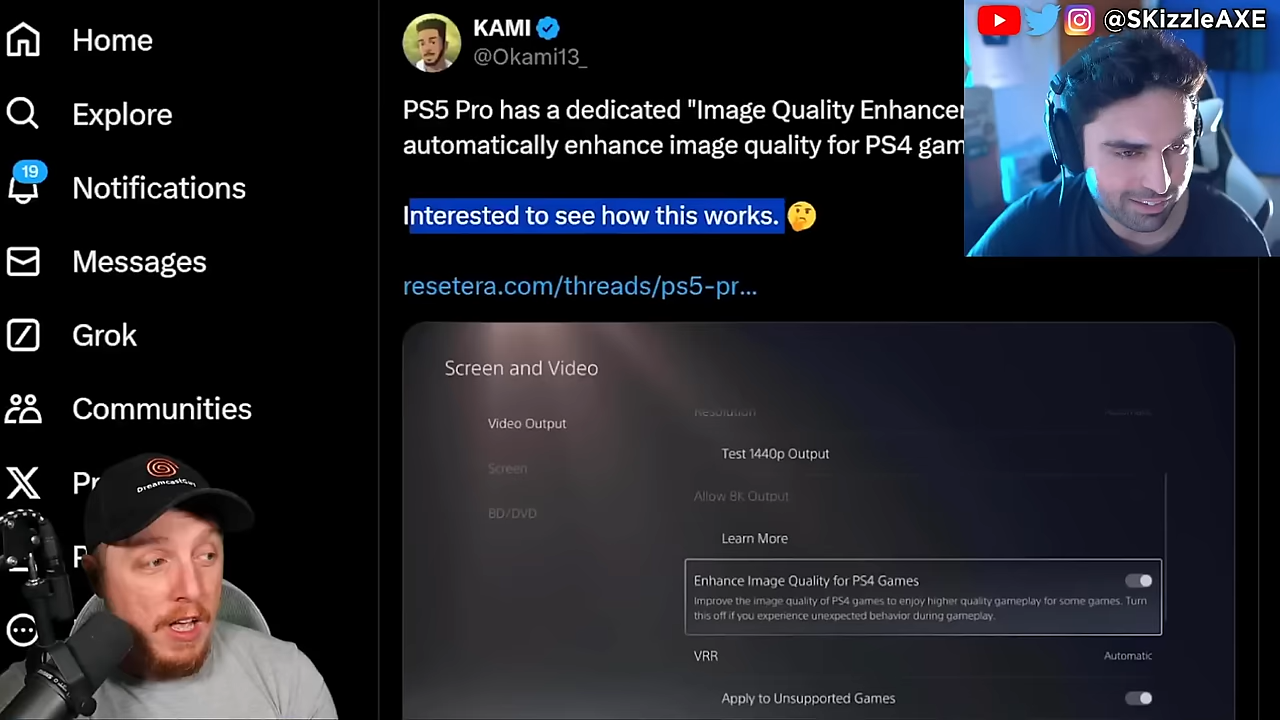 Home
Explore
19
Notifications
Messages
Grok
Communities
KAMI
@Okami13_
PS5 Pro has a dedicated "Image Quality
automatically enhance image quality for PS4
Interested to see how this works. 🤔
resetera.com/threads/ps5-pr...
Screen and Video
Video Output
Screen
BD/DVD
Resolution
Automatic
Test 1440p Output
Allow 8K Output
Learn More
Enhance Image Quality for PS4 Games
Improve the image quality of PS4 games to enjoy higher quality gameplay for some games. Turn
this off if you experience unexpected behavior during gameplay.
VRR
Automatic
Apply to Unsupported Games
@SKizzleAXE
DreamcastGuy